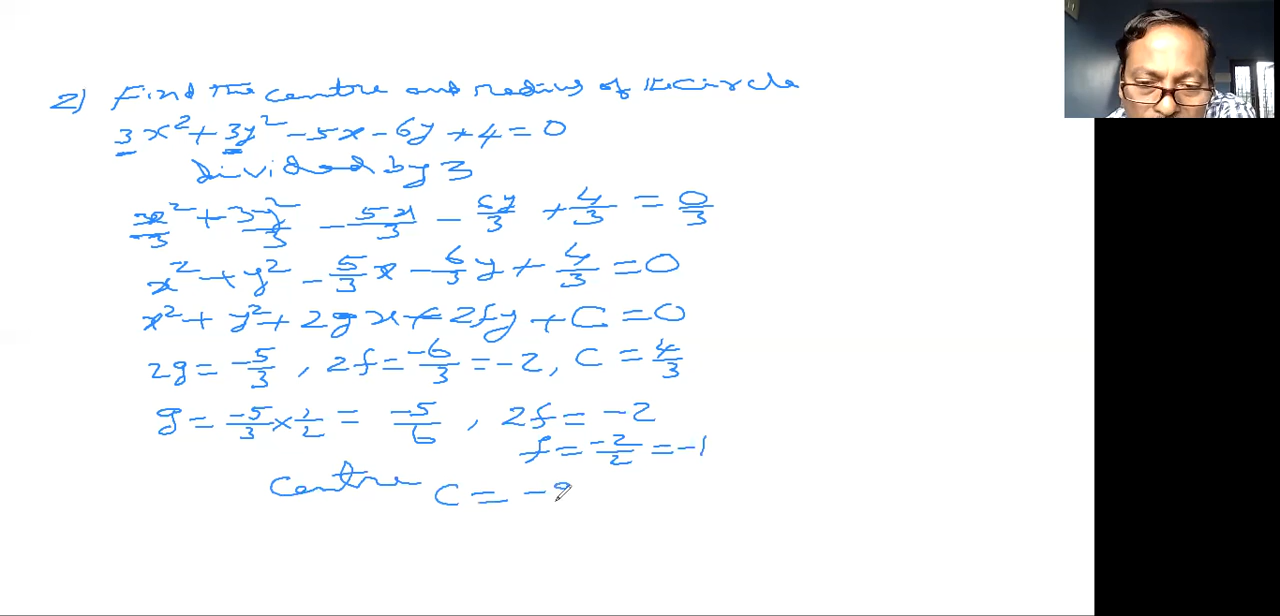 2) Find the centre and radius of the circle
3x² + 3y² - 5x - 6y + 4 = 0
Divided by 3
3x²/3 + 3y²/3 - 5x/3 - 6y/3 + 4/3 = 0/3
x² + y² - 5/3 x - 6/3 y + 4/3 = 0
x² + y² + 2gx + 2fy + C = 0
2g = -5/3 , 2f = -6/3 = -2, C = 4/3
g = -5/3 × 1/2 = -5/6 , 2f = -2
f = -2/2 = -1
Centre C = -g